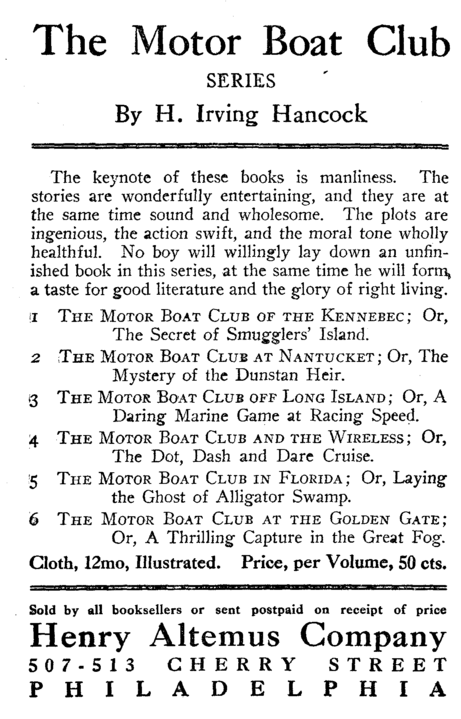 The Motor Boat Club
SERIES
By H. Irving Hancock
The keynote of these books is manliness. The
stories are wonderfully entertaining, and they are at
the same time sound and wholesome. The plots are
ingenious, the action swift, and the moral tone wholly
healthful. No boy will willingly lay down an unfin-
ished book in this series, at the same time he will form
a taste for good literature and the glory of right living.
1 THE MOTOR BOAT CLUB OF THE KENNEBEC; Or,
The Secret of Smugglers' Island.
2 THE MOTOR BOAT CLUB AT NANTUCKET; Or, The
Mystery of the Dunstan Heir.
3 THE MOTOR BOAT CLUB OFF LONG ISLAND; Or, A
Daring Marine Game at Racing Speed.
4 THE MOTOR BOAT CLUB AND THE WIRELESS; Or,
The Dot, Dash and Dare Cruise.
5 THE MOTOR BOAT CLUB IN FLORIDA; Or, Laying
the Ghost of Alligator Swamp.
6 THE MOTOR BOAT CLUB AT THE GOLDEN GATE;
Or, A Thrilling Capture in the Great Fog.
Cloth, 12mo, Illustrated. Price, per Volume, 50 cts.
Sold by all booksellers or sent postpaid on receipt of price
Henry Altemus Company
507-513 CHERRY STREET
PHILADELPHIA